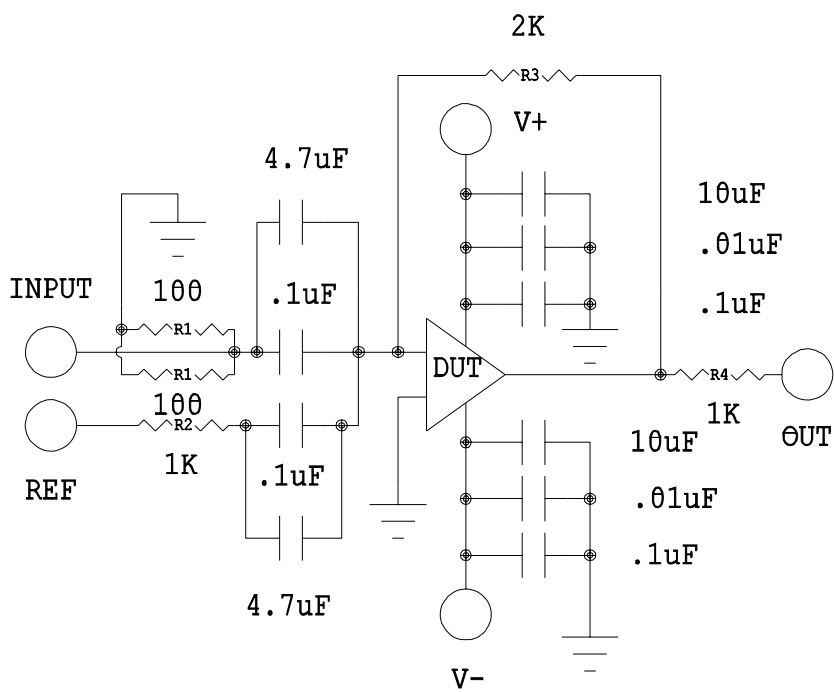 2K
R3
V+
4.7uF
10uF
.01uF
INPUT
100
.1uF
.1uF
R1
DUT
R1
R4
100
1K
R2
OUT
10uF
1K
.1uF
REF
.01uF
.1uF
4.7uF
V-